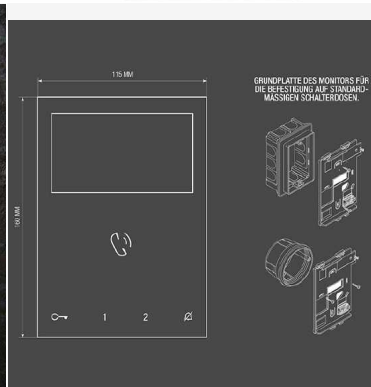 115 MM
GRUNDPLATTE DES MONITORS FÜR
DIE BEFESTIGUNG AUF STANDARD-
MÄSSIGEN SCHALTERDOSEN.
160 MM
1 2